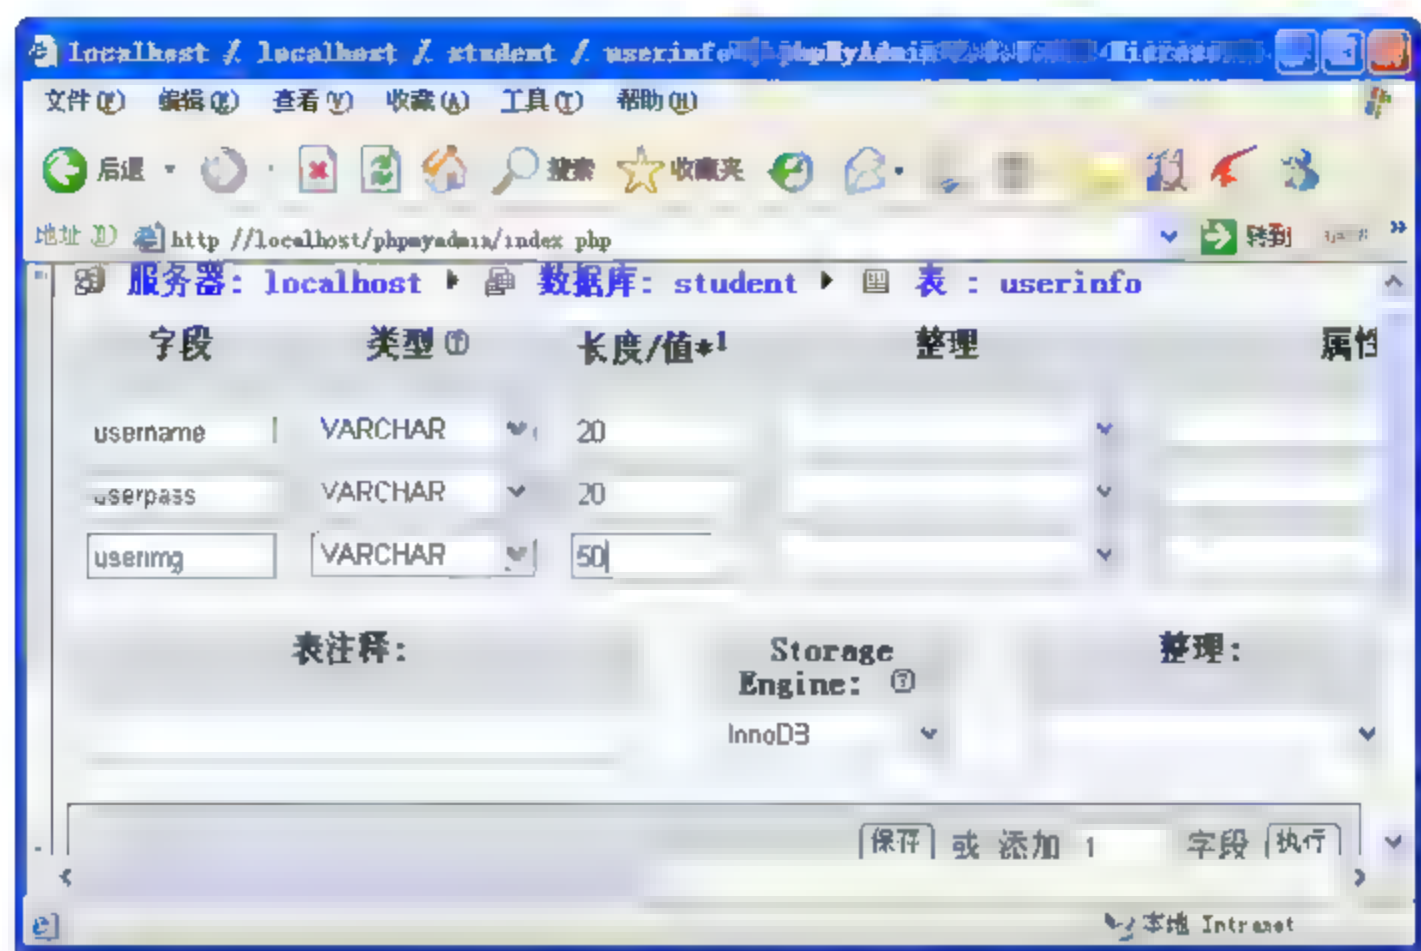 localhost / localhost / student / userinfo phpMyAdmin
文件(F) 编辑(E) 查看(V) 收藏(A) 工具(T) 帮助(H)
后退 搜索 收藏夹
地址(D) http //localhost/phpmyadmin/index php 转到
服务器: localhost 数据库: student 表 : userinfo
字段 类型 长度/值*1 整理 属性
username VARCHAR 20
userpass VARCHAR 20
userimg VARCHAR 50
表注释: Storage Engine: 整理:
InnoDB
保存 或 添加 1 字段 执行
本地 Intranet